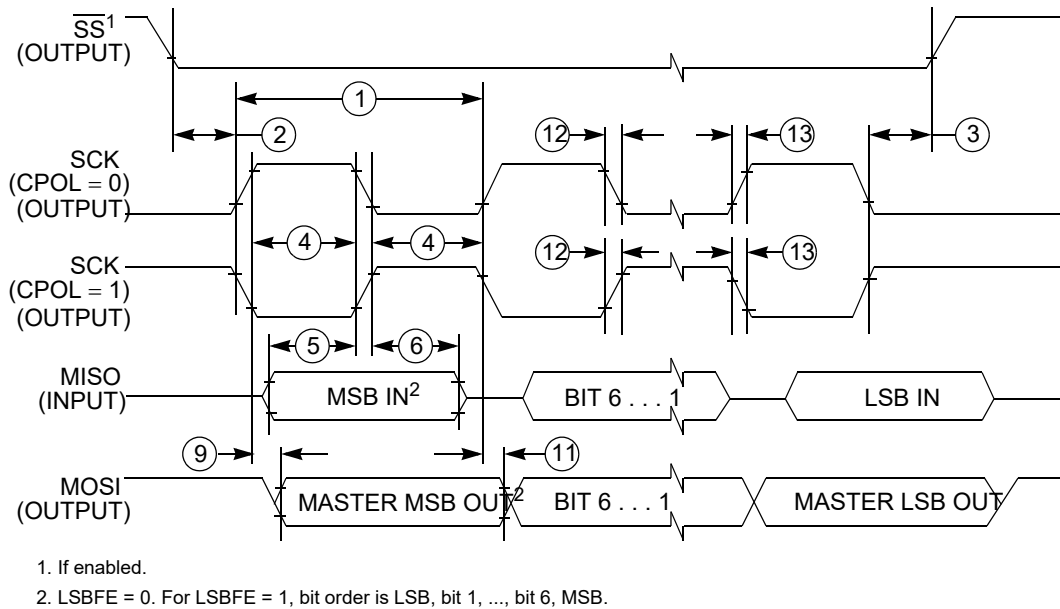 SS1
(OUTPUT)
1
2
12
13
3
SCK
(CPOL = 0)
(OUTPUT)
4
4
SCK
(CPOL = 1)
(OUTPUT)
12
13
5
6
MISO
(INPUT)
MSB IN2
BIT 6 . . . 1
LSB IN
9
11
MOSI
(OUTPUT)
MASTER MSB OUT2
BIT 6 . . . 1
MASTER LSB OUT
1. If enabled.
2. LSBFE = 0. For LSBFE = 1, bit order is LSB, bit 1, ..., bit 6, MSB.